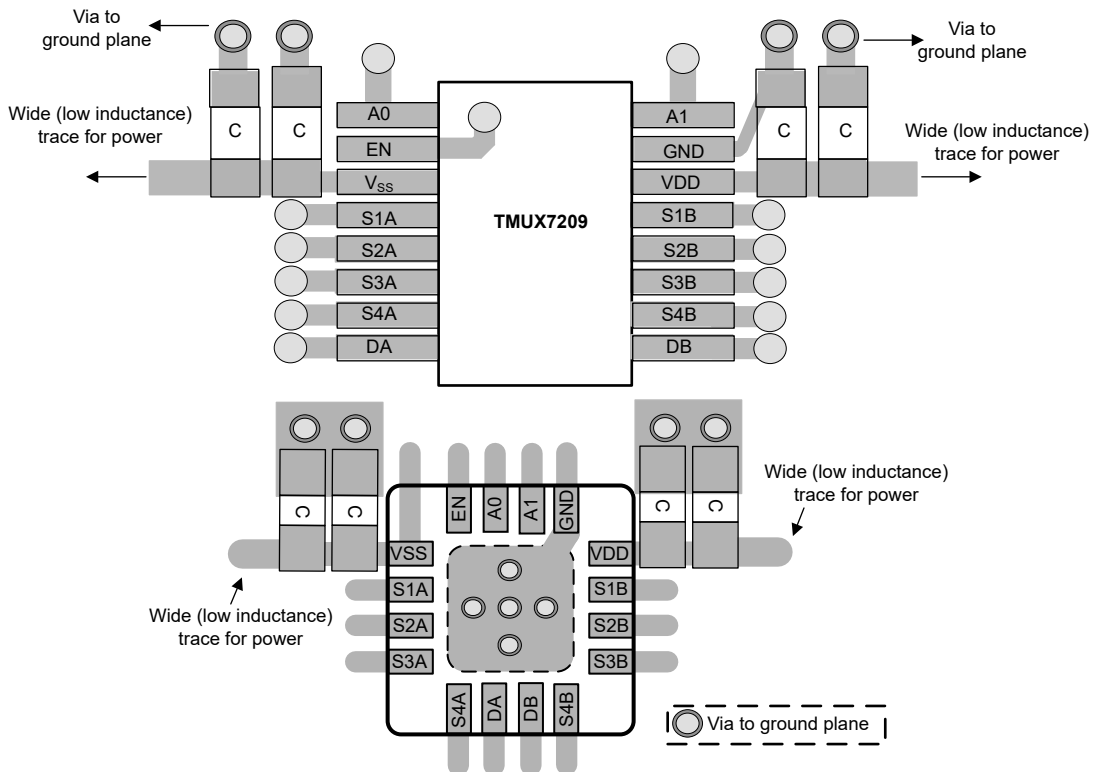 Via to
ground plane
Via to
ground plane
Wide (low inductance)
trace for power
C
C
A0
EN
VSS
S1A
S2A
S3A
S4A
DA
TMUX7209
A1
GND
VDD
S1B
S2B
S3B
S4B
DB
C
C
Wide (low inductance)
trace for power
C
C
EN
A0
A1
GND
C
C
Wide (low inductance)
trace for power
VSS
S1A
S2A
S3A
VDD
S1B
S2B
S3B
Wide (low inductance)
trace for power
S4A
DA
DB
S4B
Via to ground plane